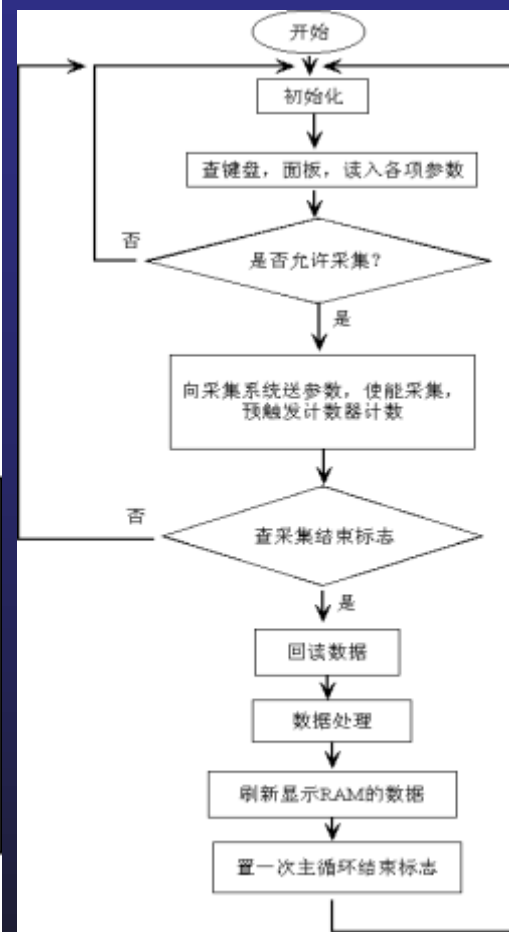 开始
初始化
查键盘，面板，读入各项参数
否
是否允许采集？
是
向采集系统送参数，使能采集，
预触发计数器计数
否
查采集结束标志
是
回读数据
数据处理
刷新显示RAM的数据
置一次主循环结束标志